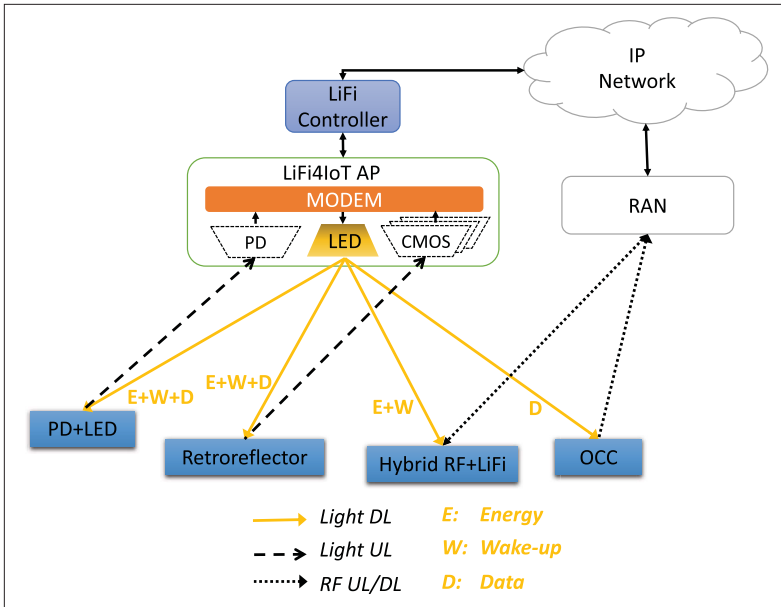 IP
Network
LiFi
Controller
LiFi4IoT AP
MODEM
RAN
PD
LED
CMOS
E+W+D
E+W+D
E+W
D
PD+LED
Retroreflector
Hybrid RF+LiFi
OCC
Light DL
E: Energy
Light UL
W: Wake-up
RF UL/DL
D: Data